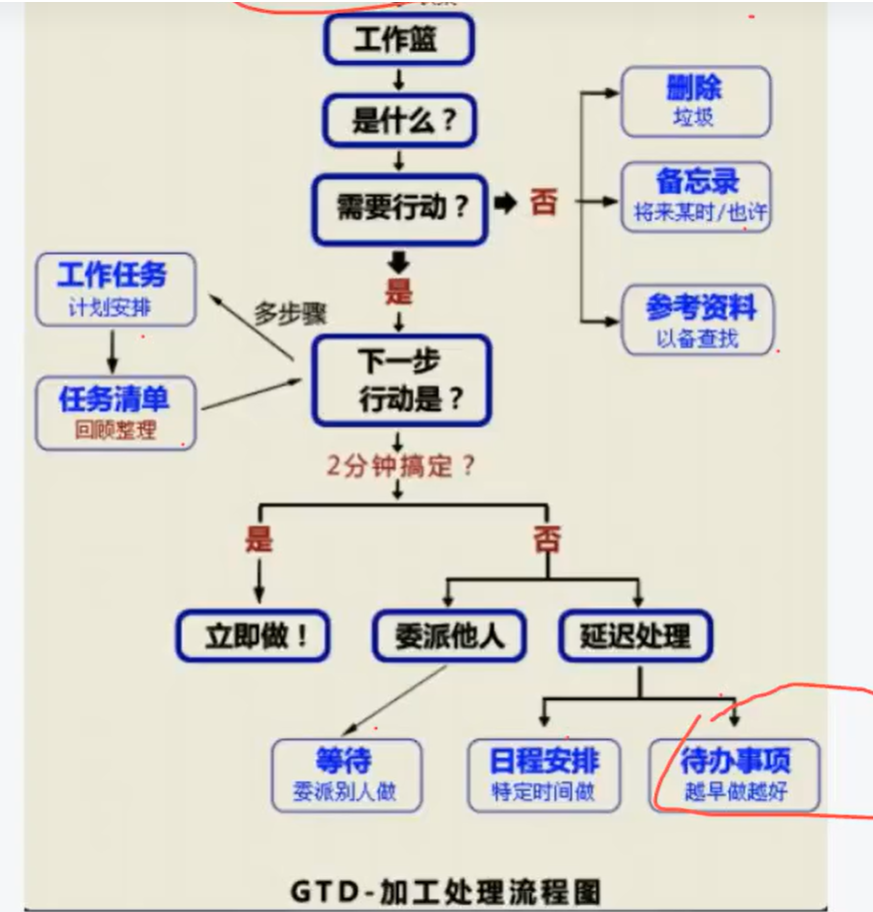 工作篮
是什么？
需要行动？
否
删除
垃圾
备忘录
将来某时/也许
参考资料
以备查找
是
工作任务
计划安排
多步骤
任务清单
回顾整理
下一步
行动是？
2分钟搞定？
是
否
立即做！
委派他人
延迟处理
等待
委派别人做
日程安排
特定时间做
待办事项
越早做越好
GTD-加工处理流程图